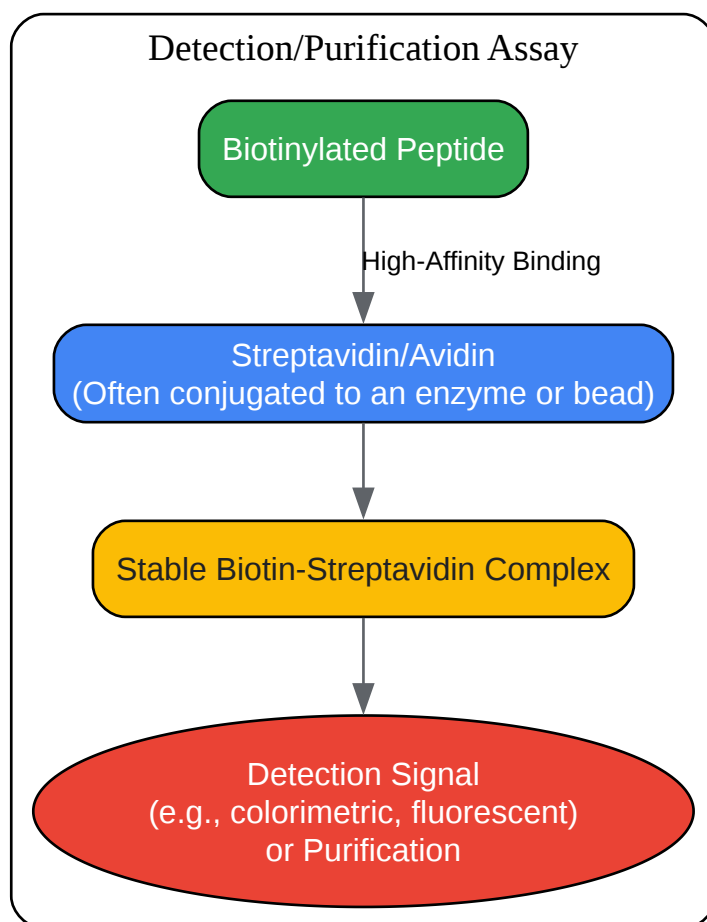 Detection/Purification Assay
Biotinylated Peptide
High-Affinity Binding
Streptavidin/Avidin
(Often conjugated to an enzyme or bead)
Stable Biotin-Streptavidin Complex
Detection Signal
(e.g., colorimetric, fluorescent)
or Purification